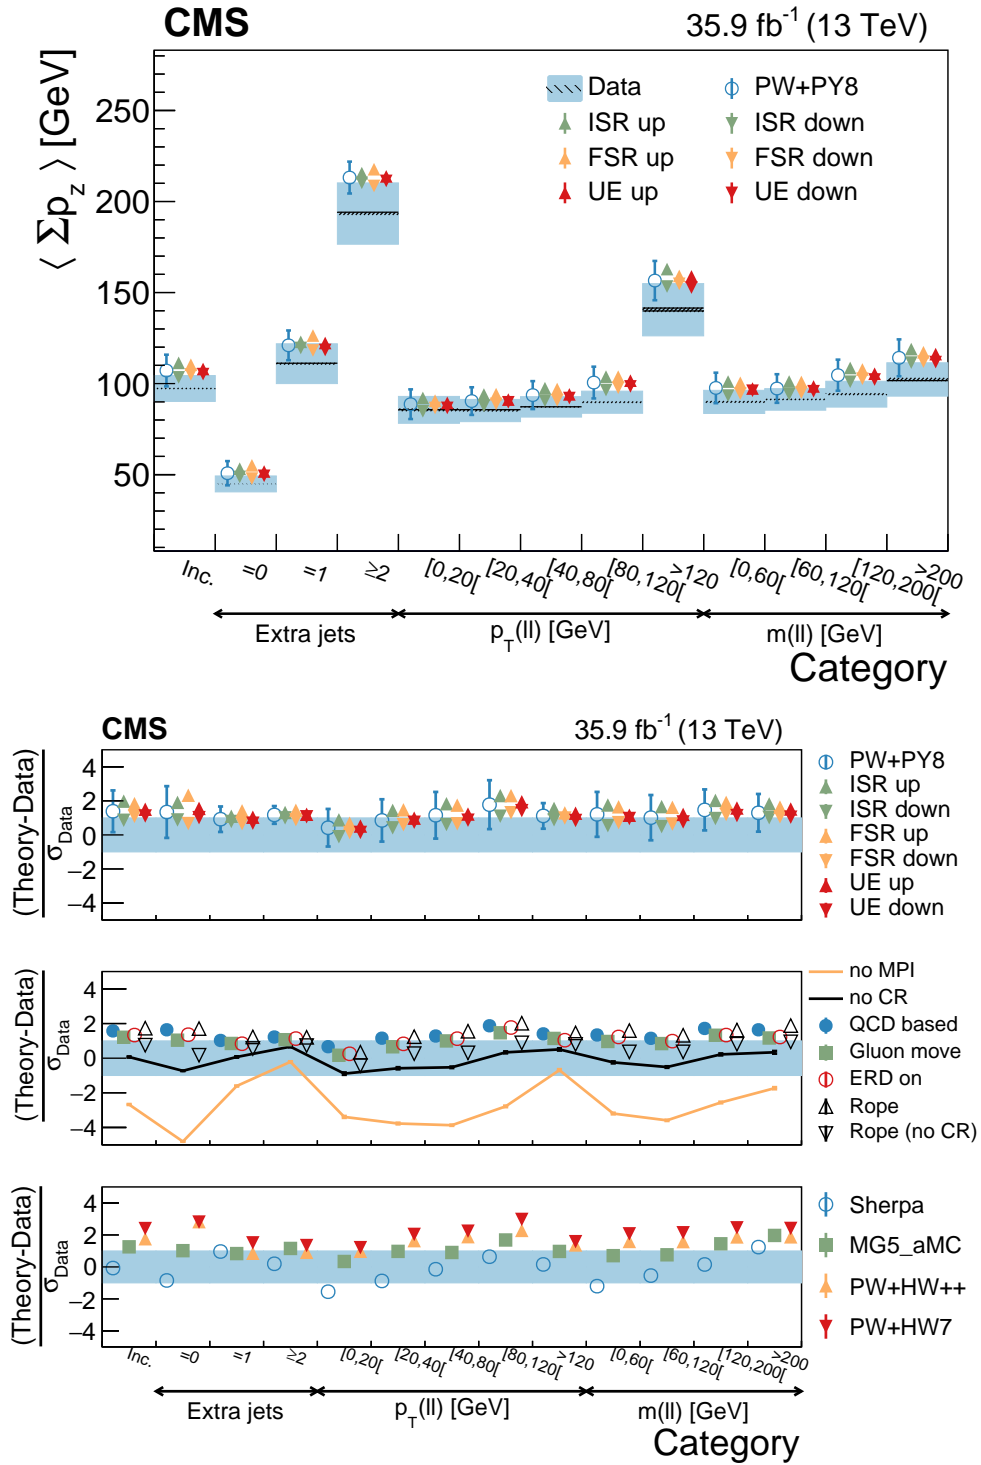 CMS 35.9 fb⁻¹ (13 TeV)
⟨ Σp_z ⟩ [GeV]
Data PW+PY8
ISR up ISR down
FSR up FSR down
UE up UE down
250
200
150
100
50
Inc. =0 =1 ≥2 [0,20[ [20,40[ [40,80[ [80,120[ >120 [0,60[ [60,120[ [120,200[ >200
Extra jets p_T(ll) [GeV] m(ll) [GeV]
Category
CMS 35.9 fb⁻¹ (13 TeV)
(Theory-Data)
σ_Data
4
2
0
−2
−4
PW+PY8
ISR up
ISR down
FSR up
FSR down
UE up
UE down
(Theory-Data)
σ_Data
4
2
0
−2
−4
no MPI
no CR
QCD based
Gluon move
ERD on
Rope
Rope (no CR)
(Theory-Data)
σ_Data
4
2
0
−2
−4
Sherpa
MG5_aMC
PW+HW++
PW+HW7
Inc. =0 =1 ≥2 [0,20[ [20,40[ [40,80[ [80,120[ >120 [0,60[ [60,120[ [120,200[ >200
Extra jets p_T(ll) [GeV] m(ll) [GeV]
Category